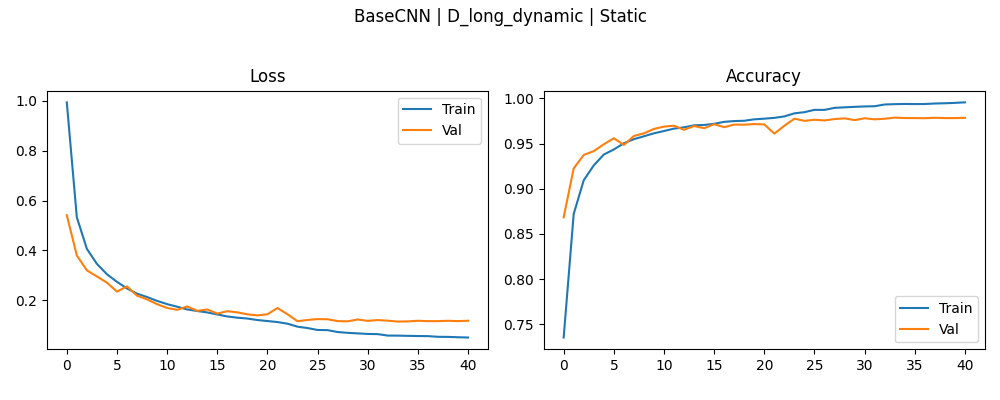 BaseCNN | D_long_dynamic | Static
Loss
1.0
0.8
0.6
0.4
0.2
0 5 10 15 20 25 30 35 40
Train
Val
Accuracy
1.00
0.95
0.90
0.85
0.80
0.75
0 5 10 15 20 25 30 35 40
Train
Val